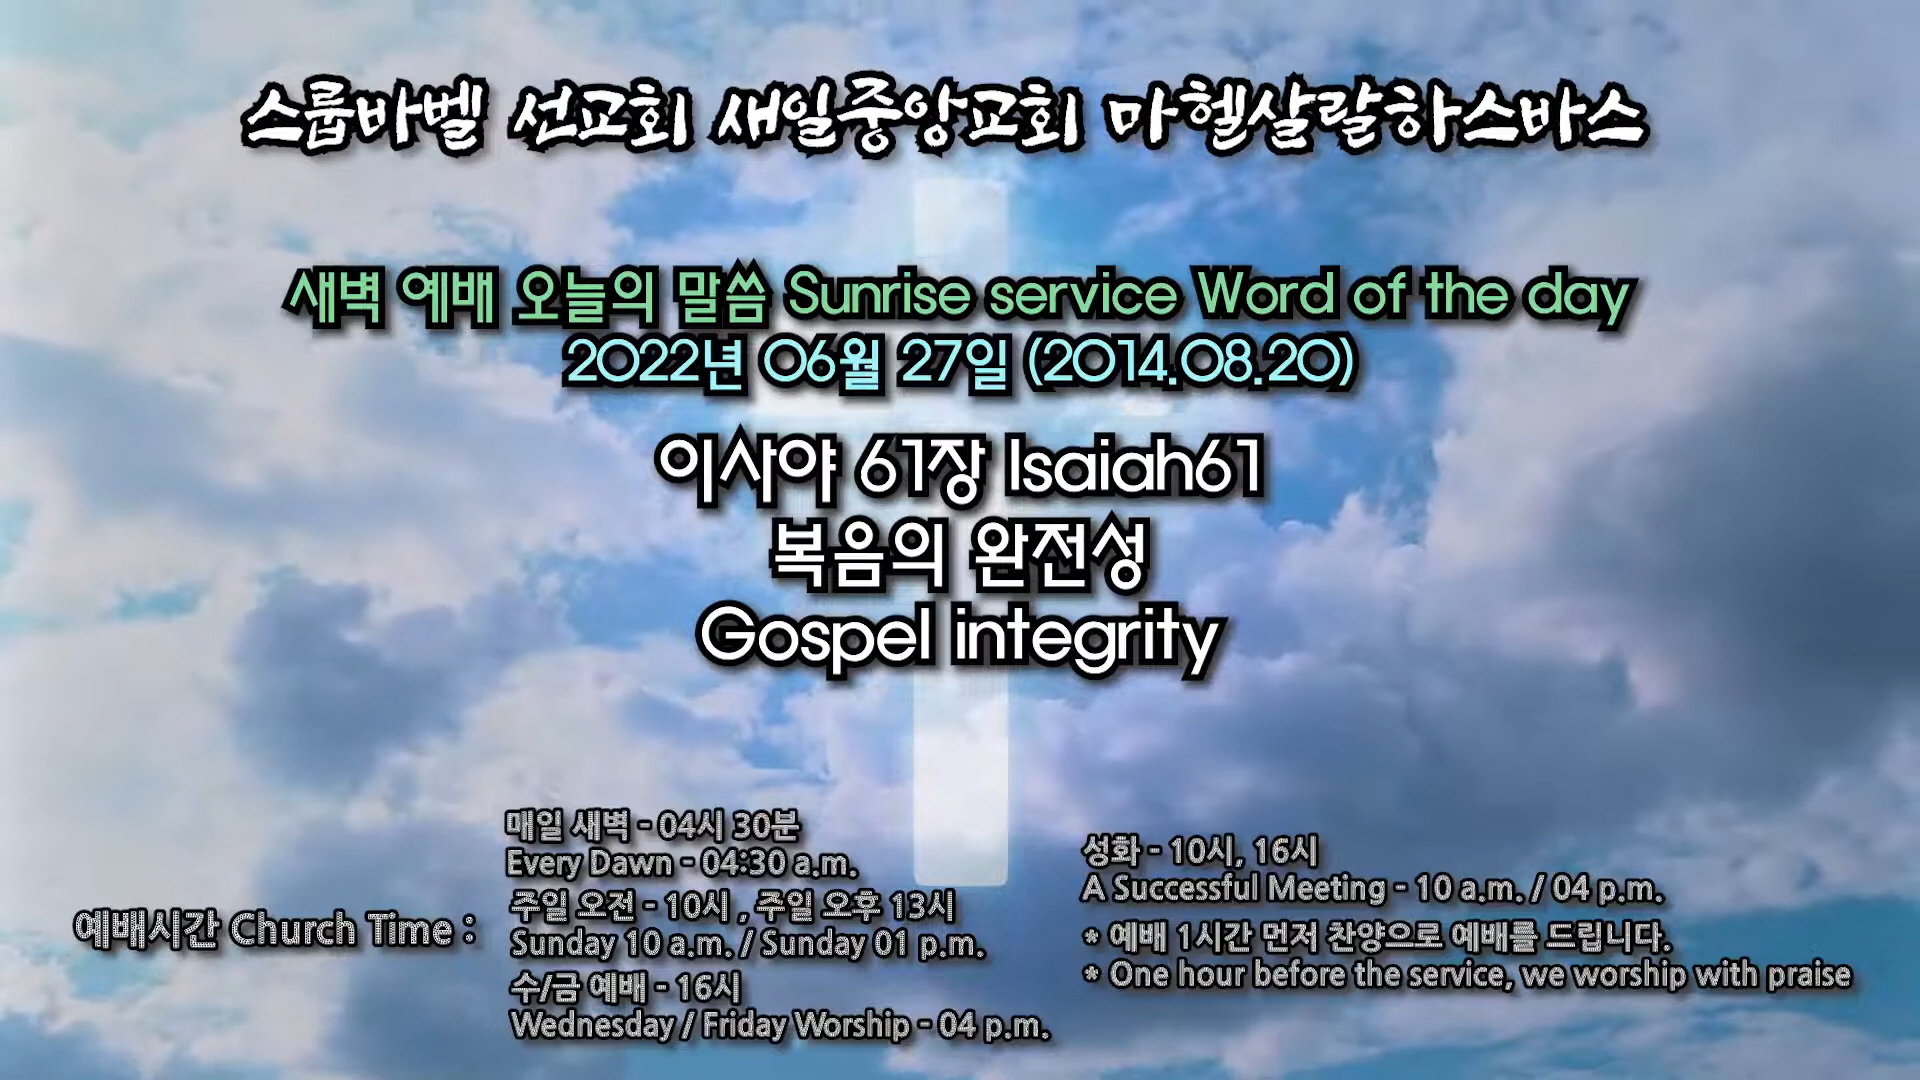 스룹바벨 선교회 새일중앙교회 마헬살랄하스바스
새벽 예배 오늘의 말씀 Sunrise service Word of the day
2022년 06월 27일 (2014.08.20)
이사야 61장 Isaiah61
복음의 완전성
Gospel integrity
예배시간 Church Time :
매일 새벽 - 04시 30분
Every Dawn - 04:30 a.m.
주일 오전 - 10시 , 주일 오후 13시
Sunday 10 a.m. / Sunday 01 p.m.
수/금 예배 - 16시
Wednesday / Friday Worship - 04 p.m.
성화 - 10시, 16시
A Successful Meeting - 10 a.m. / 04 p.m.
* 예배 1시간 먼저 찬양으로 예배를 드립니다.
* One hour before the service, we worship with praise